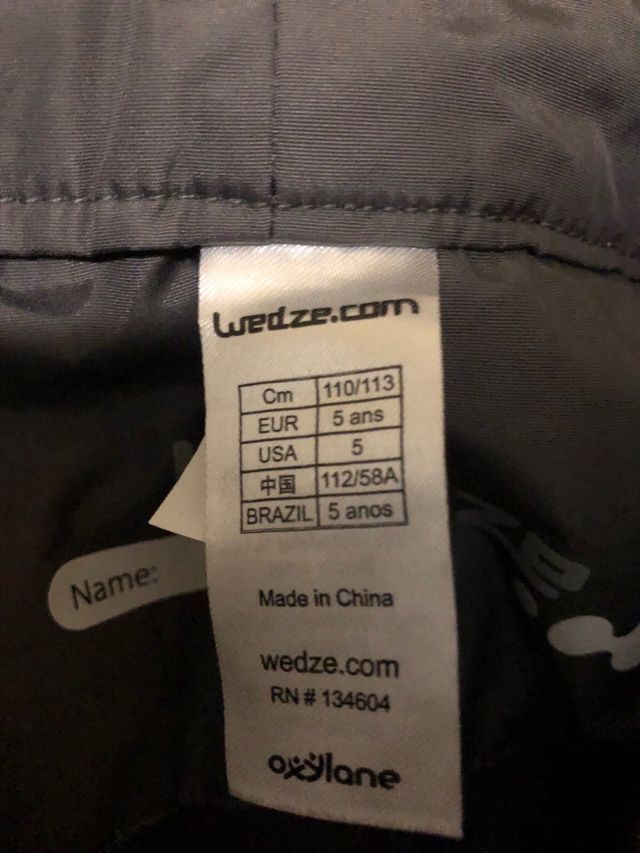 wedze.com
Cm 110/113
EUR 5 ans
USA 5
中国 112/58A
BRAZIL 5 anos
Name:
Made in China
wedze.com
RN # 134604
oxylane